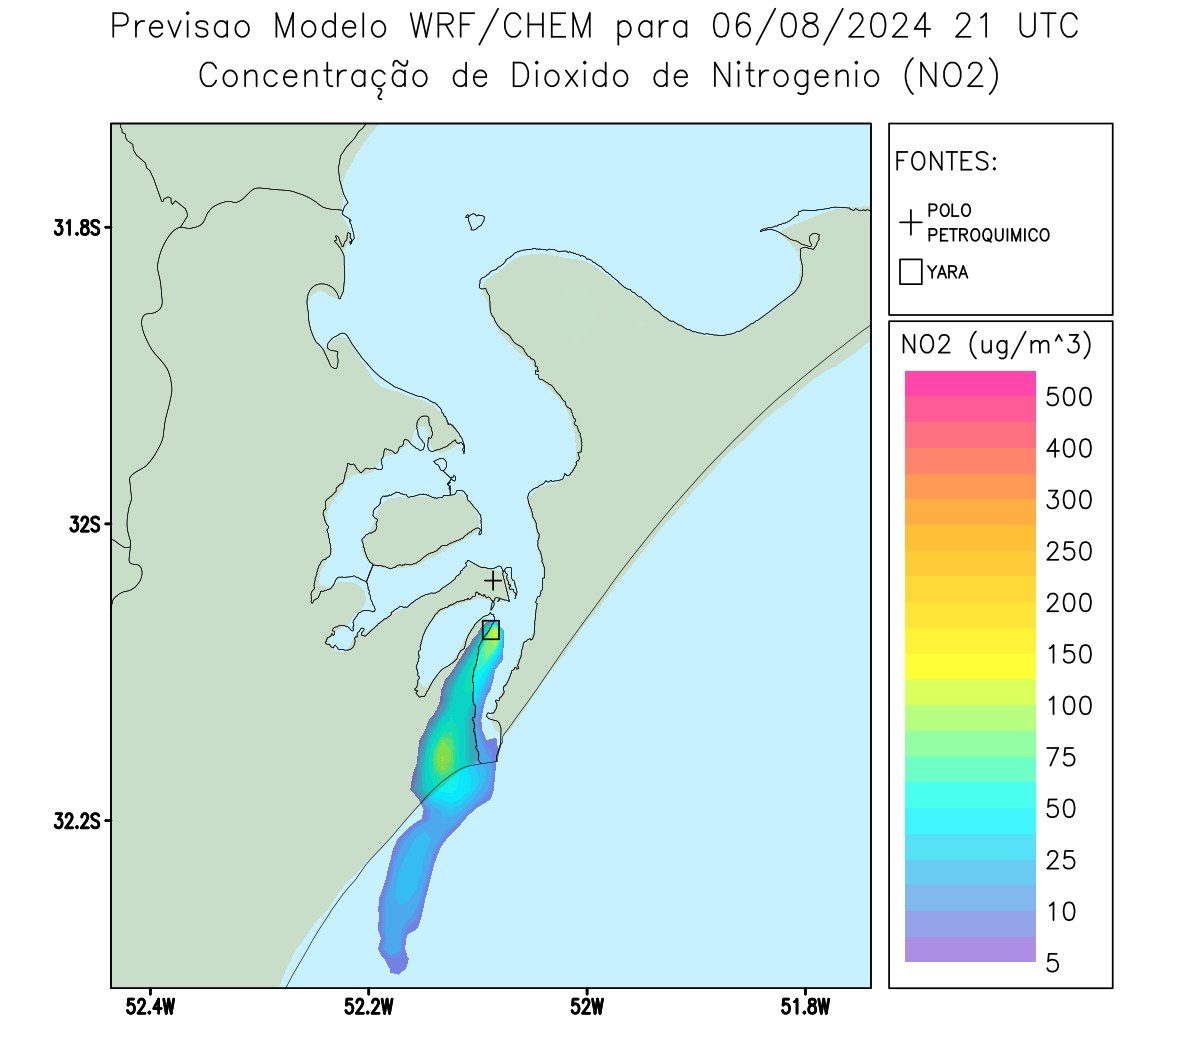 Previsao Modelo WRF/CHEM para 06/08/2024 21 UTC
Concentração de Dioxido de Nitrogenio (NO2)
FONTES:
POLO
PETROQUIMICO
YARA
NO2 (ug/m^3)
500
400
300
250
200
150
100
75
50
25
10
5
31.8S
32S
32.2S
52.4W
52.2W
52W
51.8W